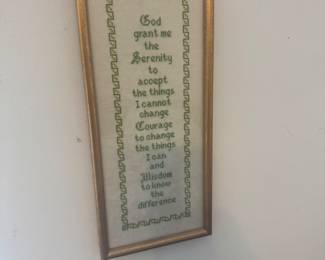 God
grant me
the
Serenity
to
accept
the things
I cannot
change
Courage
to change
the things
I can
and
Wisdom
to know
the
difference